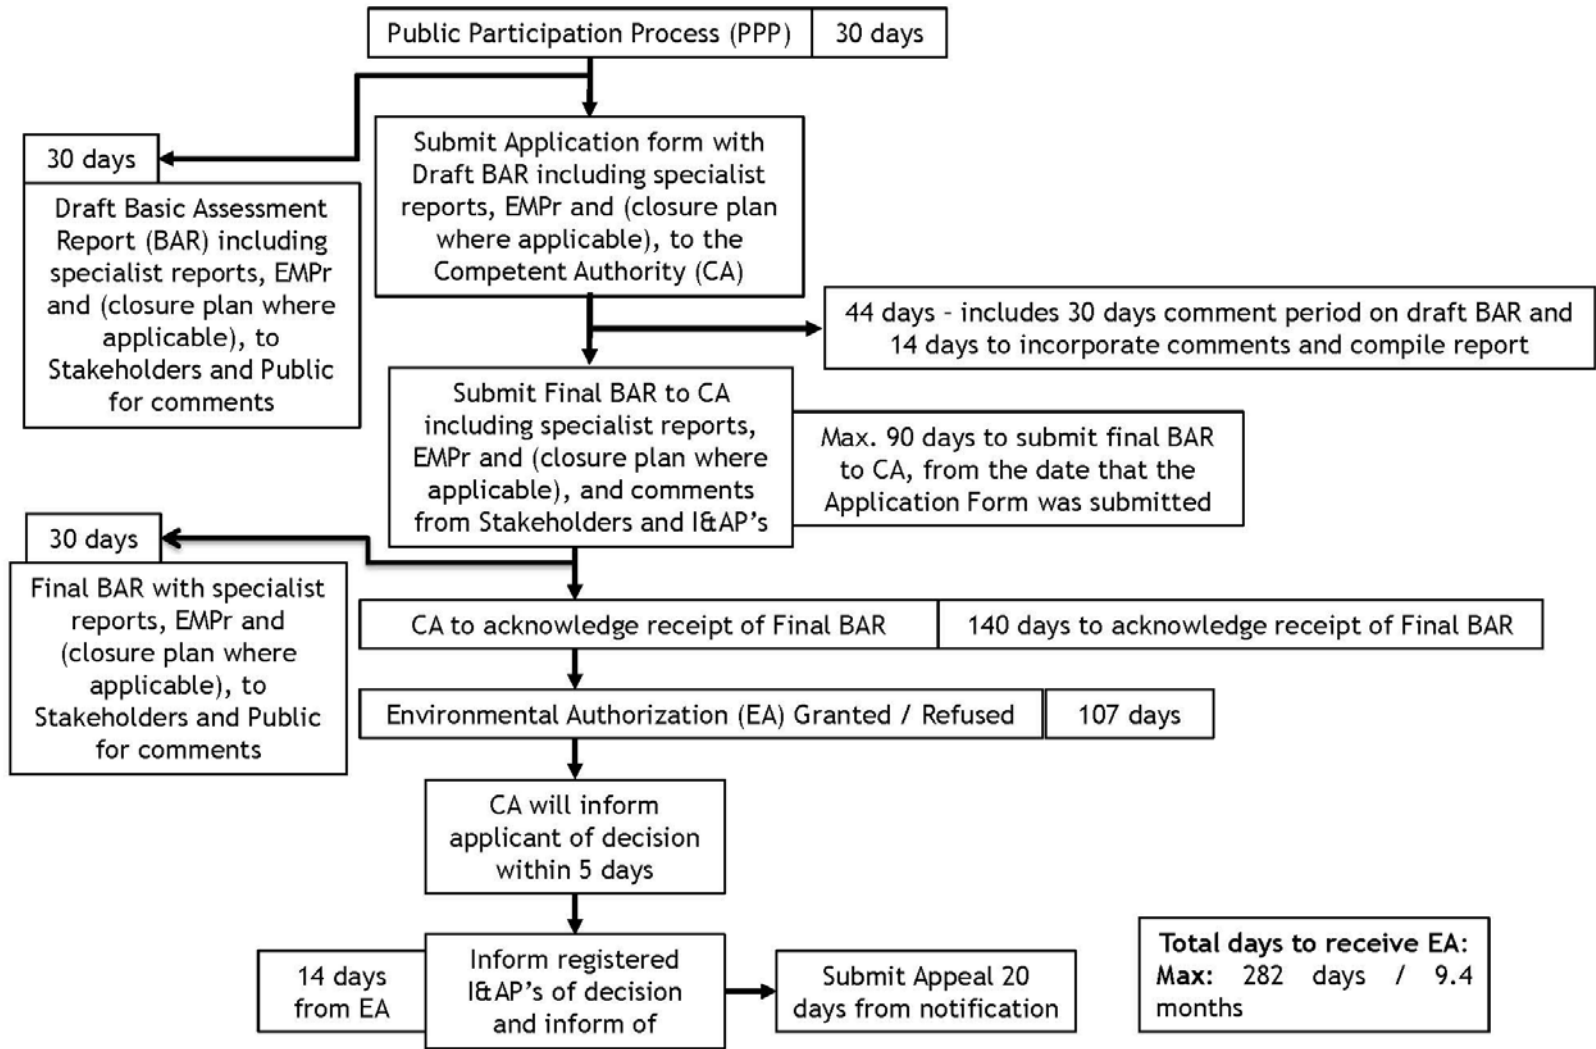 Public Participation Process (PPP)
30 days
30 days
Draft Basic Assessment
Report (BAR) including
specialist reports, EMPr
and (closure plan where
applicable), to
Stakeholders and Public
for comments
Submit Application form with
Draft BAR including specialist
reports, EMPr and (closure plan
where applicable), to the
Competent Authority (CA)
44 days - includes 30 days comment period on draft BAR and
14 days to incorporate comments and compile report
Submit Final BAR to CA
including specialist reports,
EMPr and (closure plan where
applicable), and comments
from Stakeholders and I&AP's
Max. 90 days to submit final BAR
to CA, from the date that the
Application Form was submitted
30 days
Final BAR with specialist
reports, EMPr and
(closure plan where
applicable), to
Stakeholders and Public
for comments
CA to acknowledge receipt of Final BAR
140 days to acknowledge receipt of Final BAR
Environmental Authorization (EA) Granted / Refused
107 days
CA will inform
applicant of decision
within 5 days
14 days
from EA
Inform registered
I&AP's of decision
and inform of
Submit Appeal 20
days from notification
Total days to receive EA:
Max: 282 days / 9.4
months